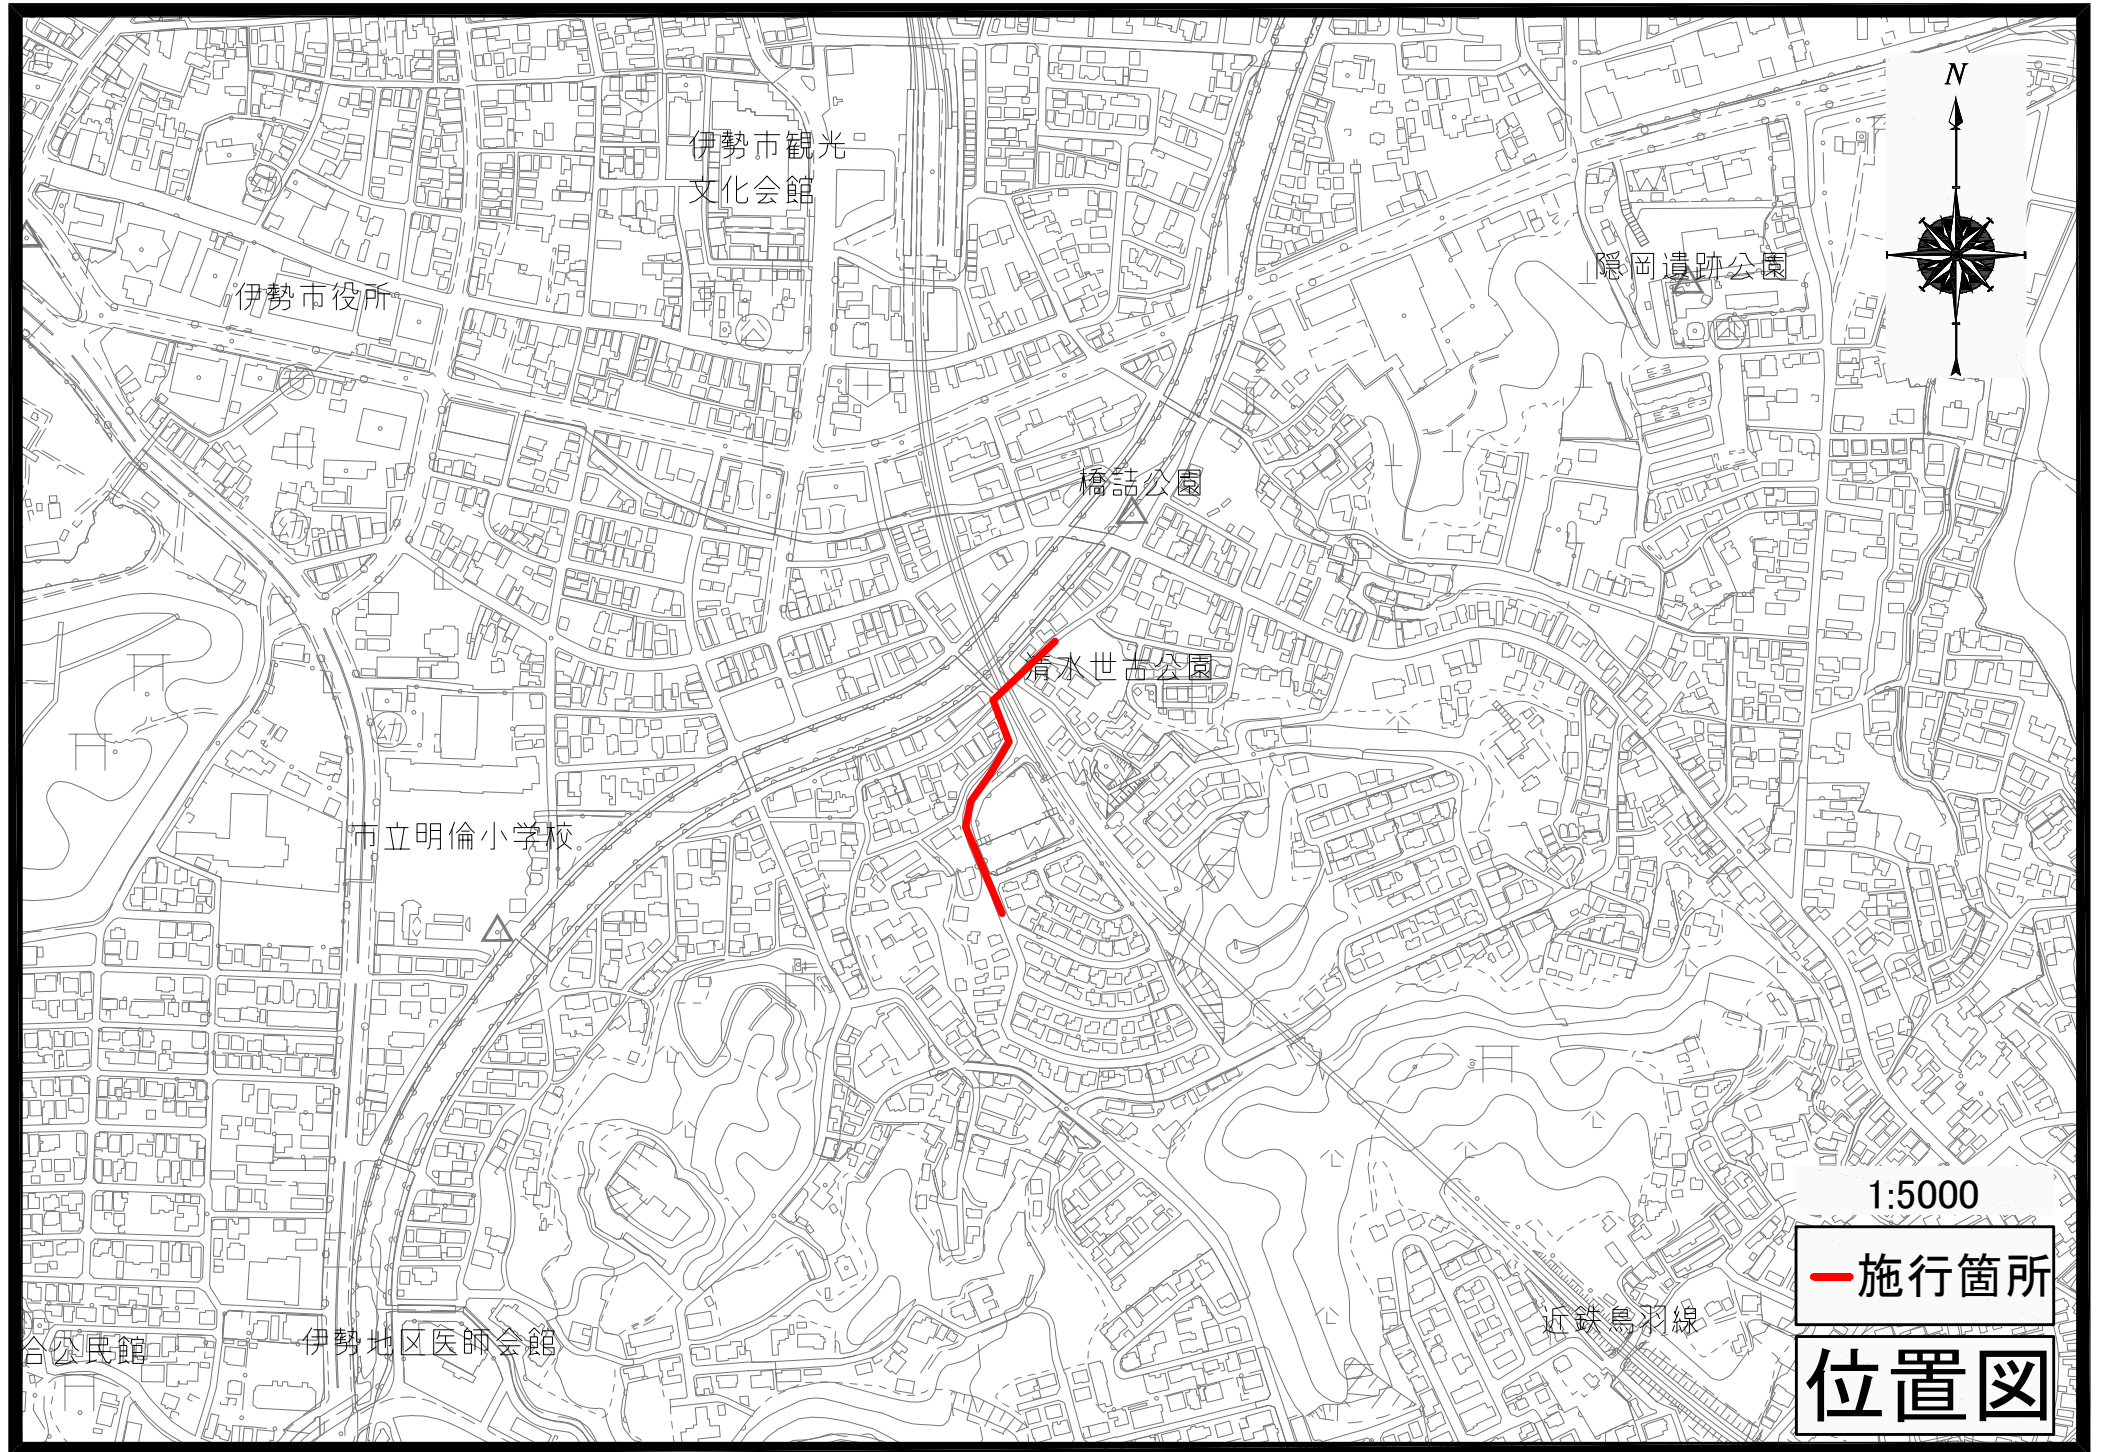 N
伊勢市観光
文化会館
隠岡遺跡公園
伊勢市役所
橋詰公園
清水世古公園
幼
幼
市立明倫小学校
1:5000
施行箇所
近鉄鳥羽線
合公民館
伊勢地区医師会館
位置図